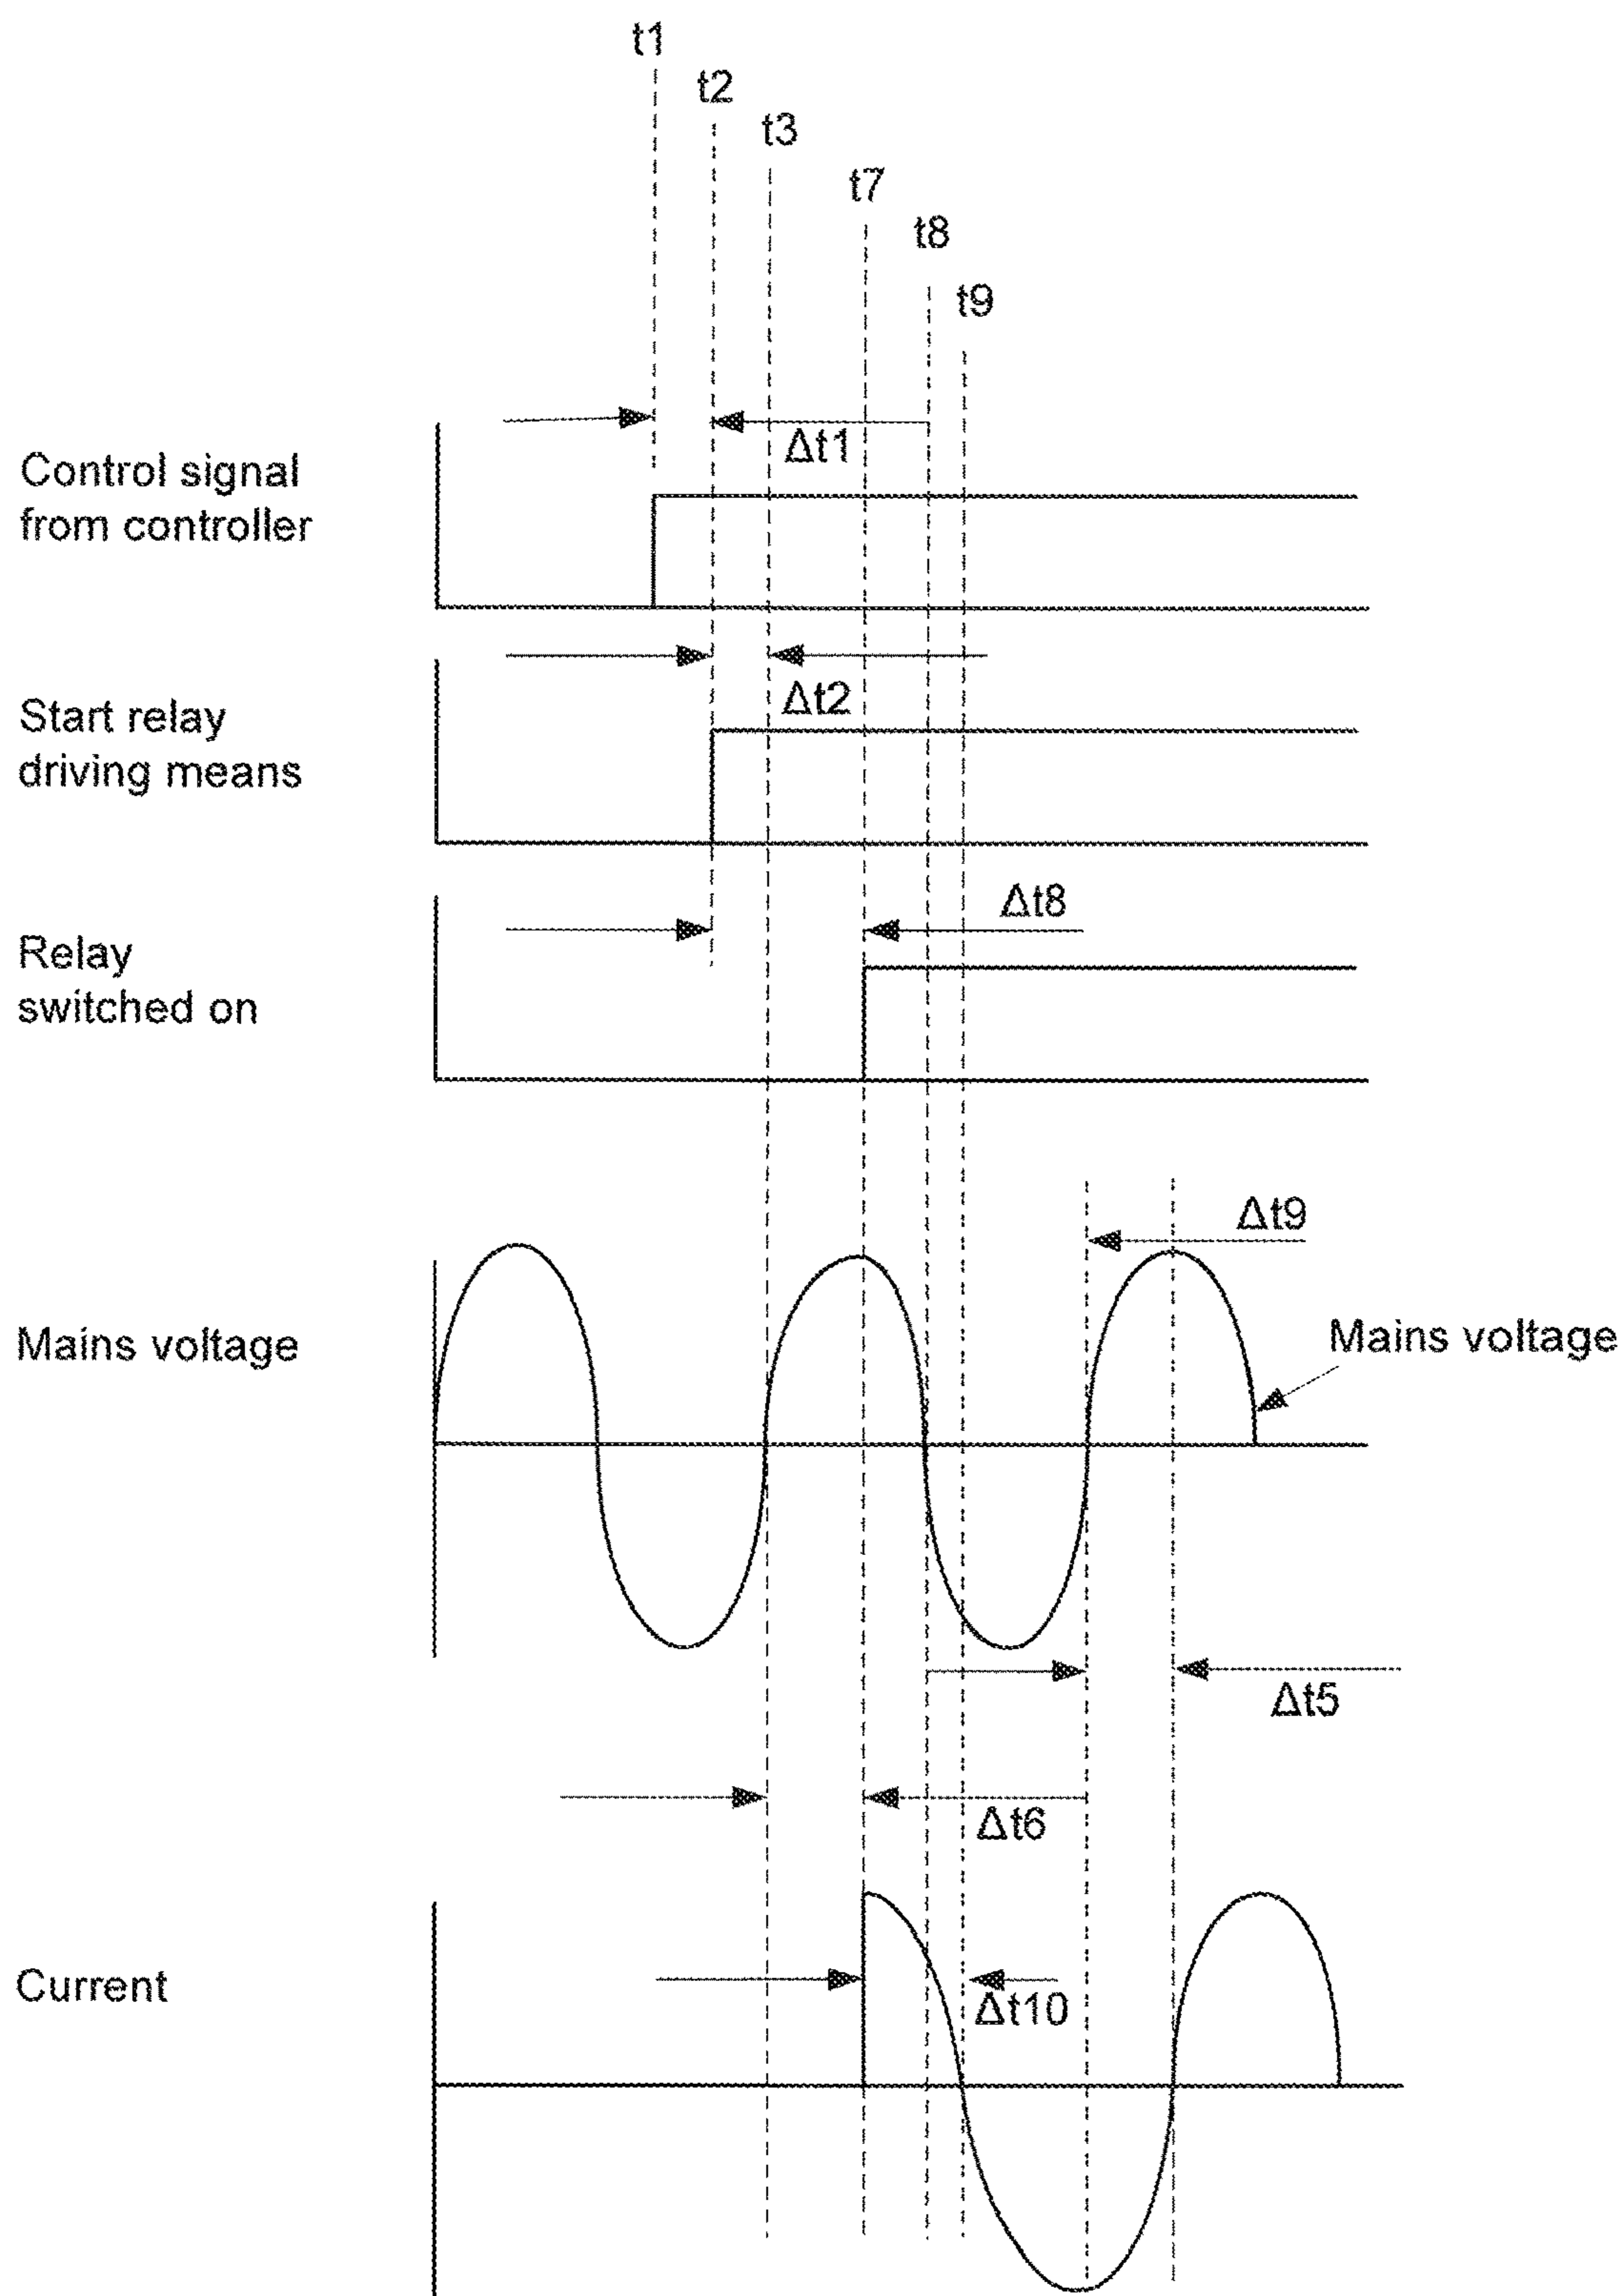 t1
t2
t3
t7
t8
t9
Δt1
Control signal
from controller
Δt2
Start relay
driving means
Δt8
Relay
switched on
Δt9
Mains voltage
Mains voltage
Δt5
Δt6
Current
Δt10